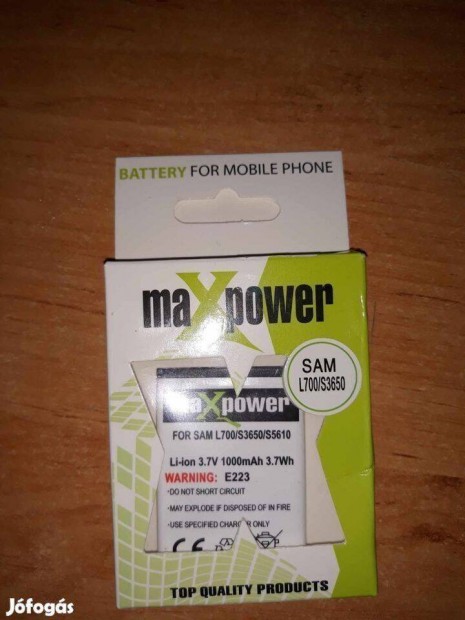 BATTERY FOR MOBILE PHONE
maXpower
SAM
L700/S3650
maXpower
FOR SAM L700/S3650/S5610
Li-ion 3.7V 1000mAh 3.7Wh
WARNING: E223
•DO NOT SHORT CIRCUIT
•MAY EXPLODE IF DISPOSED OF IN FIRE
•USE SPECIFIED CHARGER ONLY
CE
TOP QUALITY PRODUCTS
Jófogás